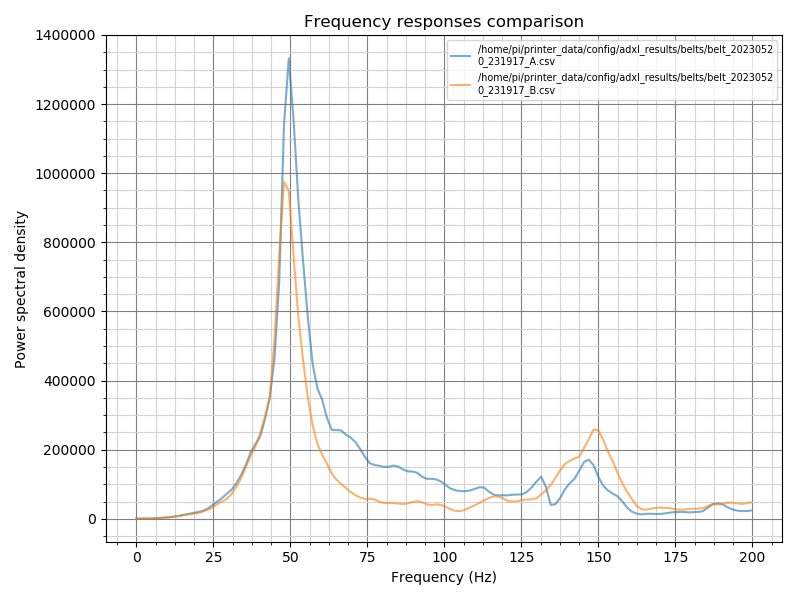 Frequency responses comparison
/home/pi/printer_data/config/adxl_results/belts/belt_2023052
0_231917_A.csv
/home/pi/printer_data/config/adxl_results/belts/belt_2023052
0_231917_B.csv
1400000
1200000
1000000
800000
600000
400000
200000
0
Power spectral density
0 25 50 75 100 125 150 175 200
Frequency (Hz)